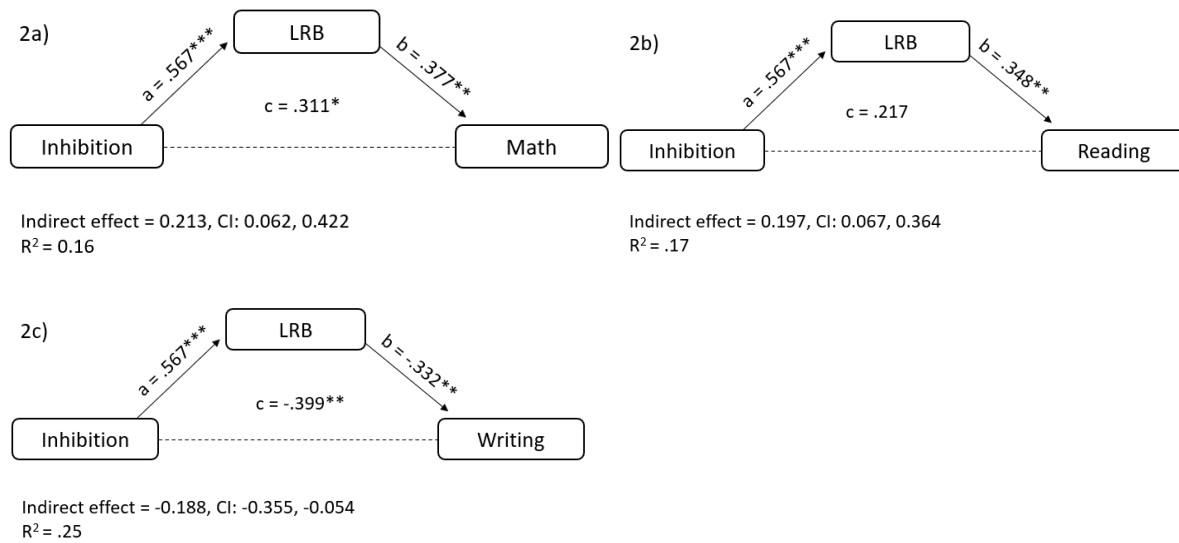 2a)
LRB
a = .567***
b = .377**
c = .311*
Inhibition
Math
Indirect effect = 0.213, CI: 0.062, 0.422
R² = 0.16
2b)
LRB
a = .567***
b = .348**
c = .217
Inhibition
Reading
Indirect effect = 0.197, CI: 0.067, 0.364
R² = .17
2c)
LRB
a = .567***
b = -.332**
c = -.399**
Inhibition
Writing
Indirect effect = -0.188, CI: -0.355, -0.054
R² = .25